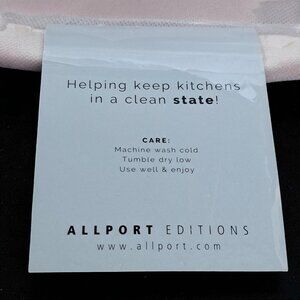 Helping keep kitchens
in a clean state!
CARE:
Machine wash cold
Tumble dry low
Use well & enjoy
ALLPORT EDITIONS
www.allport.com